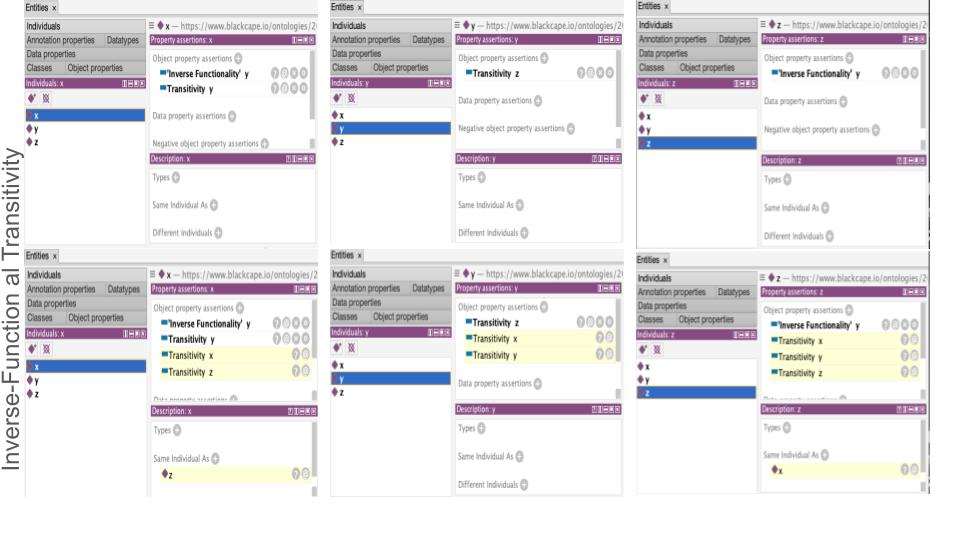 Inverse-Function al Transitivity
Entities x
Individuals
Annotation properties Datatypes
Data properties
Classes Object properties
Individuals: x
x
y
z
x — https://www.blackcape.io/ontologies/2
Property assertions: x
Object property assertions
'Inverse Functionality' y
Transitivity y
Data property assertions
Negative object property assertions
Description: x
Types
Same Individual As
Different Individuals
Entities x
Individuals
Annotation properties Datatypes
Data properties
Classes Object properties
Individuals: y
x
y
z
y — https://www.blackcape.io/ontologies/20
Property assertions: y
Object property assertions
Transitivity z
Data property assertions
Negative object property assertions
Description: y
Types
Same Individual As
Different Individuals
Entities x
Individuals
Annotation properties Datatypes
Data properties
Classes Object properties
Individuals: z
x
y
z
z — https://www.blackcape.io/ontologies/2
Property assertions: z
Object property assertions
'Inverse Functionality' y
Data property assertions
Negative object property assertions
Description: z
Types
Same Individual As
Different Individuals
Entities x
Individuals
Annotation properties Datatypes
Data properties
Classes Object properties
Individuals: x
x
y
z
x — https://www.blackcape.io/ontologies/2
Property assertions: x
Object property assertions
'Inverse Functionality' y
Transitivity y
Transitivity x
Transitivity z
Data property assertions
Description: x
Types
Same Individual As
z
Entities x
Individuals
Annotation properties Datatypes
Data properties
Classes Object properties
Individuals: y
x
y
z
y — https://www.blackcape.io/ontologies/20
Property assertions: y
Object property assertions
Transitivity z
Transitivity x
Transitivity y
Data property assertions
Description: y
Types
Same Individual As
Different Individuals
Entities x
Individuals
Annotation properties Datatypes
Data properties
Classes Object properties
Individuals: z
x
y
z
z — https://www.blackcape.io/ontologies/2
Property assertions: z
Object property assertions
'Inverse Functionality' y
Transitivity x
Transitivity y
Transitivity z
Data property assertions
Description: z
Types
Same Individual As
x